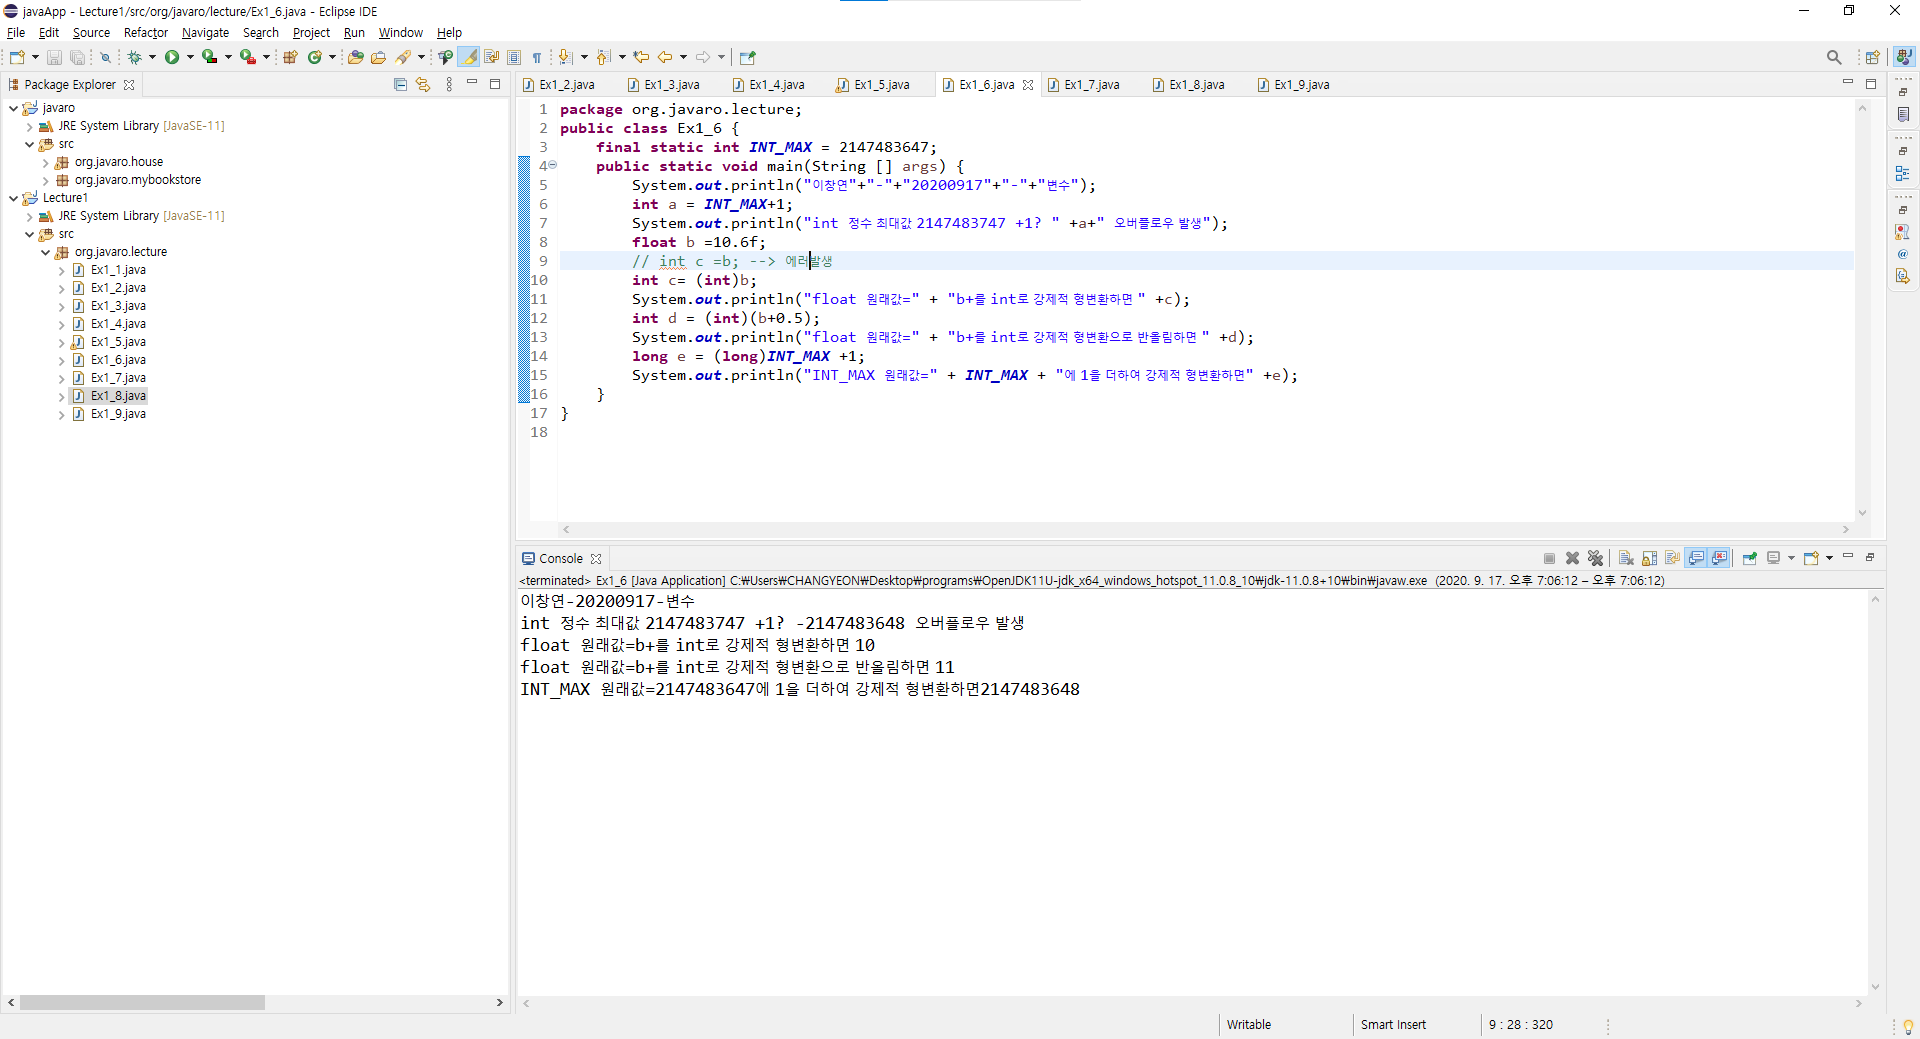 javaApp - Lecture1/src/org/javaro/lecture/Ex1_6.java - Eclipse IDE
File Edit Source Refactor Navigate Search Project Run Window Help
Package Explorer
javaro
JRE System Library [JavaSE-11]
src
org.javaro.house
org.javaro.mybookstore
Lecture1
JRE System Library [JavaSE-11]
src
org.javaro.lecture
Ex1_1.java
Ex1_2.java
Ex1_3.java
Ex1_4.java
Ex1_5.java
Ex1_6.java
Ex1_7.java
Ex1_8.java
Ex1_9.java
Ex1_2.java Ex1_3.java Ex1_4.java Ex1_5.java Ex1_6.java Ex1_7.java Ex1_8.java Ex1_9.java
1 package org.javaro.lecture;
2 public class Ex1_6 {
3 final static int INT_MAX = 2147483647;
4 public static void main(String [] args) {
5 System.out.println("이창연"+"-"+"20200917"+"-"+"변수");
6 int a = INT_MAX+1;
7 System.out.println("int 정수 최대값 2147483747 +1? " +a+" 오버플로우 발생");
8 float b =10.6f;
9 // int c =b; --> 에러발생
10 int c= (int)b;
11 System.out.println("float 원래값=" + "b+를 int로 강제적 형변환하면 " +c);
12 int d = (int)(b+0.5);
13 System.out.println("float 원래값=" + "b+를 int로 강제적 형변환으로 반올림하면 " +d);
14 long e = (long)INT_MAX +1;
15 System.out.println("INT_MAX 원래값=" + INT_MAX + "에 1을 더하여 강제적 형변환하면" +e);
16 }
17 }
18
Console
<terminated> Ex1_6 [Java Application] C:₩Users₩CHANGYEON₩Desktop₩programs₩OpenJDK11U-jdk_x64_windows_hotspot_11.0.8_10₩jdk-11.0.8+10₩bin₩javaw.exe (2020. 9. 17. 오후 7:06:12 – 오후 7:06:12)
이창연-20200917-변수
int 정수 최대값 2147483747 +1? -2147483648 오버플로우 발생
float 원래값=b+를 int로 강제적 형변환하면 10
float 원래값=b+를 int로 강제적 형변환으로 반올림하면 11
INT_MAX 원래값=2147483647에 1을 더하여 강제적 형변환하면2147483648
Writable Smart Insert 9 : 28 : 320